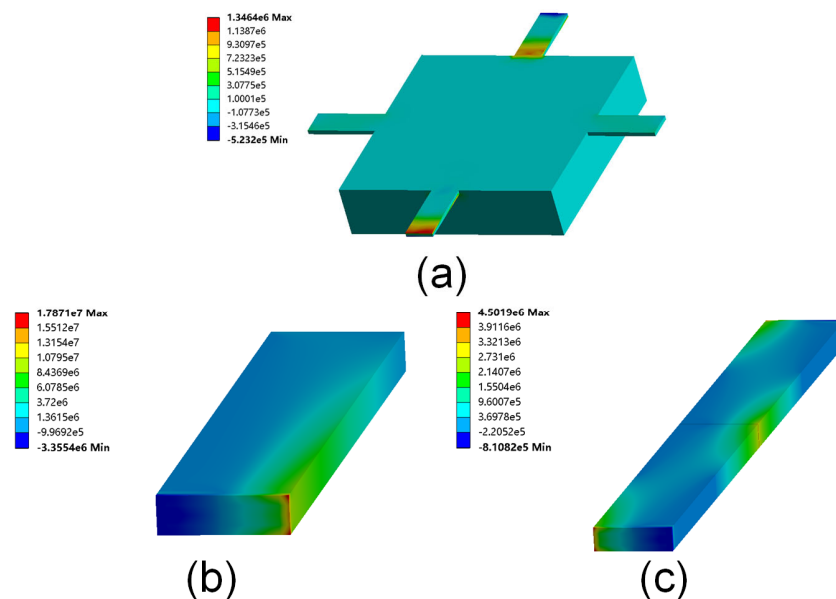 1.3464e6 Max
1.1387e6
9.3097e5
7.2323e5
5.1549e5
3.0775e5
1.0001e5
-1.0773e5
-3.1546e5
-5.232e5 Min
(a)
1.7871e7 Max
1.5512e7
1.3154e7
1.0795e7
8.4369e6
6.0785e6
3.72e6
1.3615e6
-9.9692e5
-3.3554e6 Min
(b)
4.5019e6 Max
3.9116e6
3.3213e6
2.731e6
2.1407e6
1.5504e6
9.6007e5
3.6978e5
-2.2052e5
-8.1082e5 Min
(c)